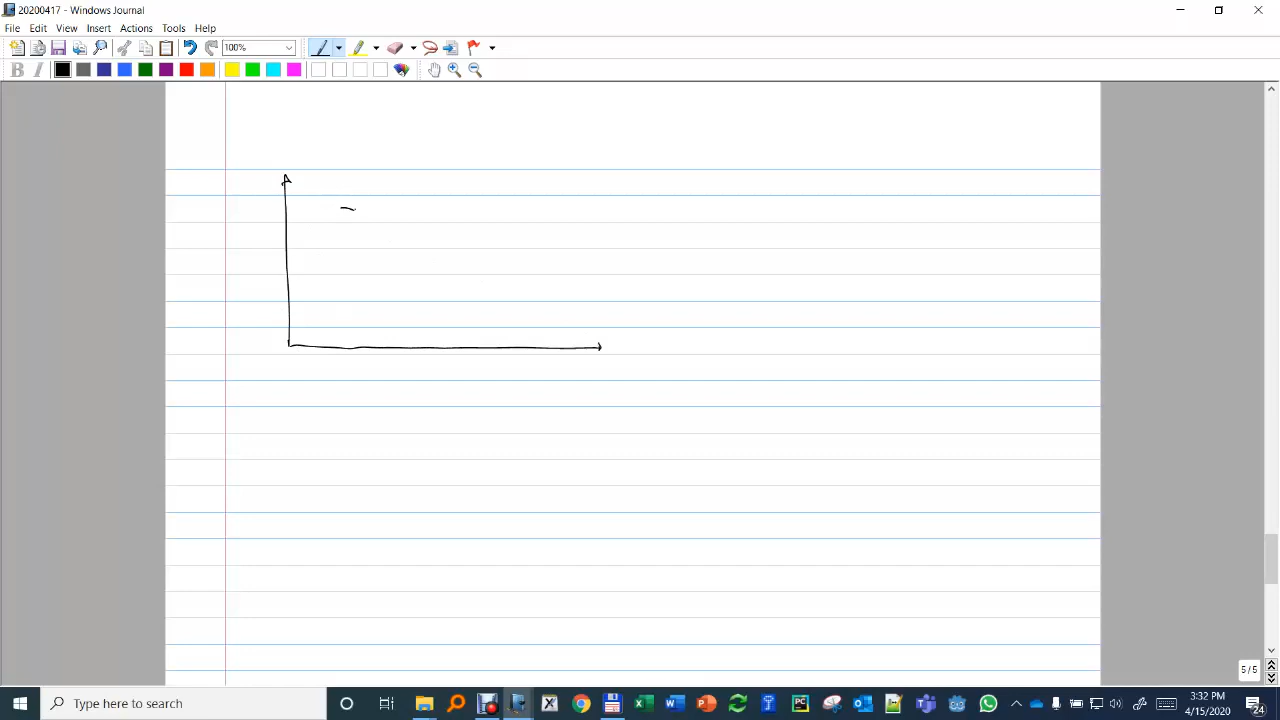 20200417 - Windows Journal
File Edit View Insert Actions Tools Help
100%
B I
5/5
Type here to search
3:32 PM
4/15/2020
24